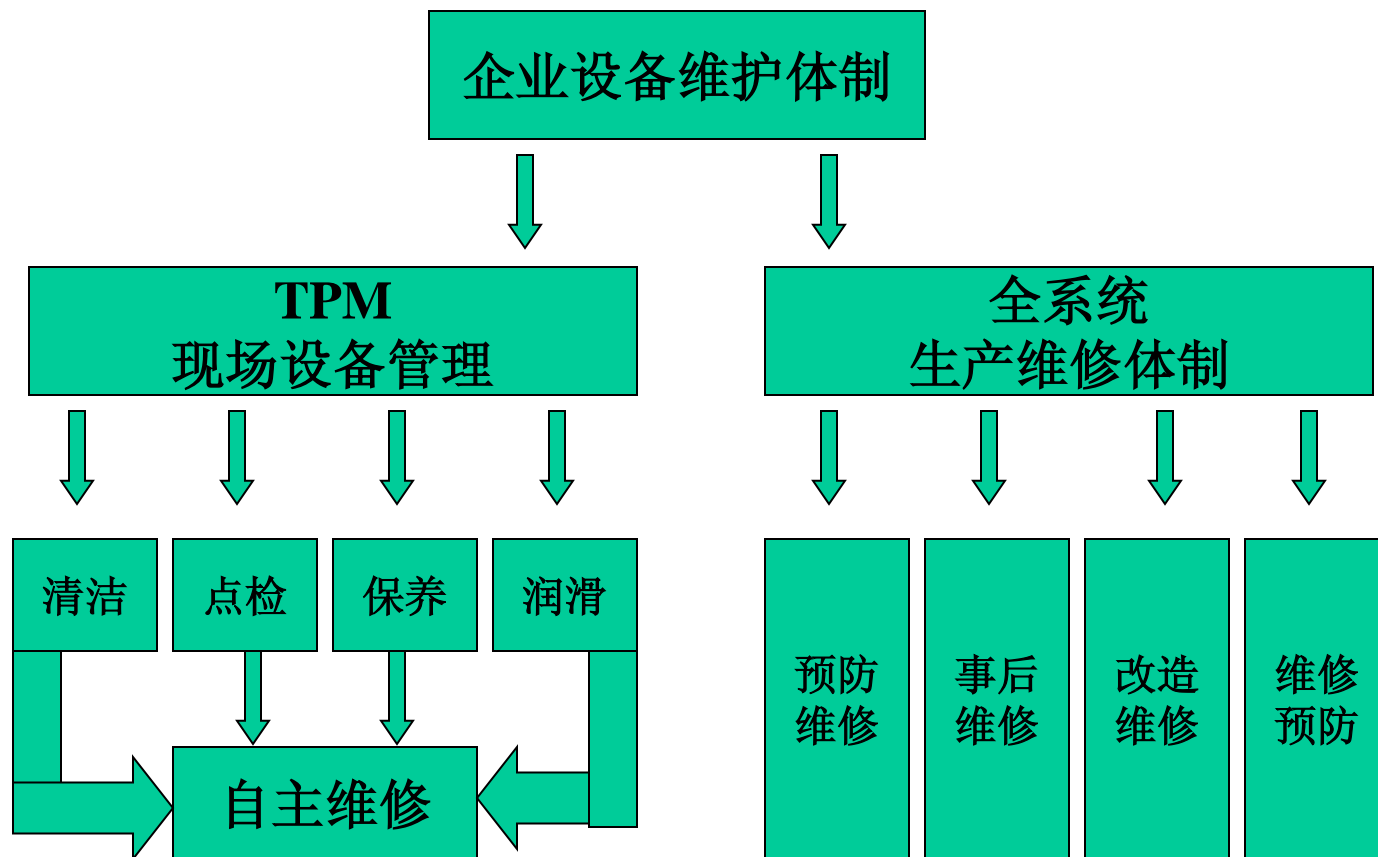 企业设备维护体制
TPM
现场设备管理
全系统
生产维修体制
清洁
点检
保养
润滑
自主维修
预防
维修
事后
维修
改造
维修
维修
预防